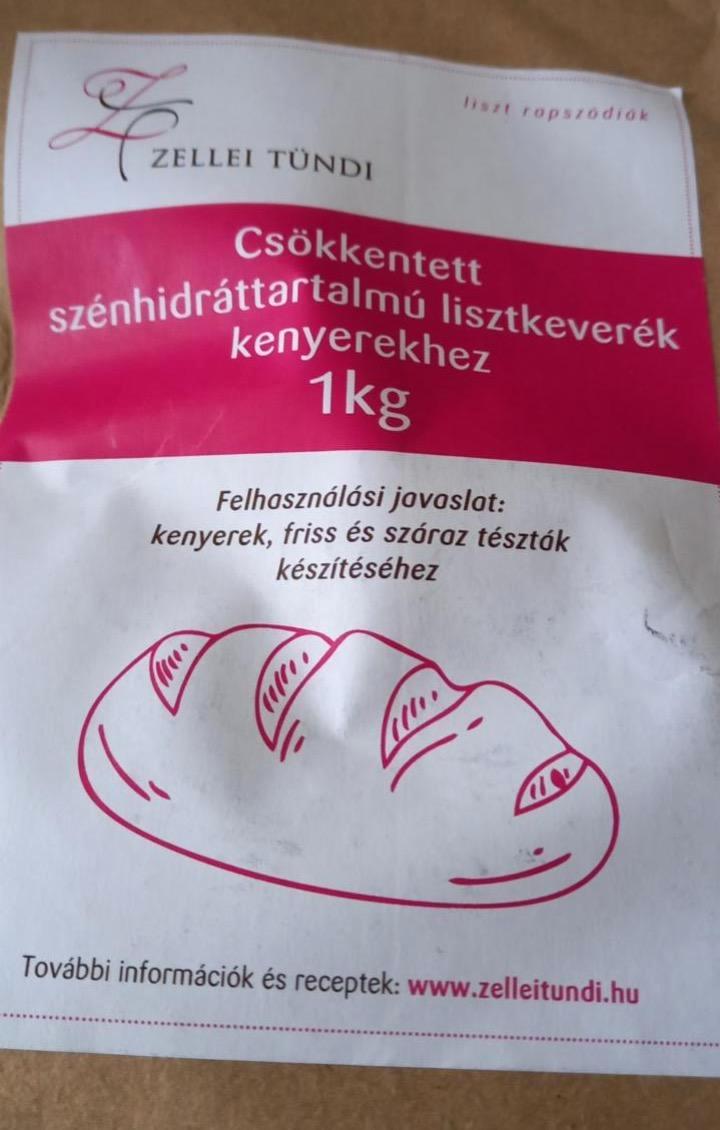 liszt rapszódiák
ZELLEI TÜNDI
Csökkentett
szénhidráttartalmú lisztkeverék
kenyerekhez
1kg
Felhasználási javaslat:
kenyerek, friss és száraz tészták
készítéséhez
További információk és receptek: www.zelleitundi.hu